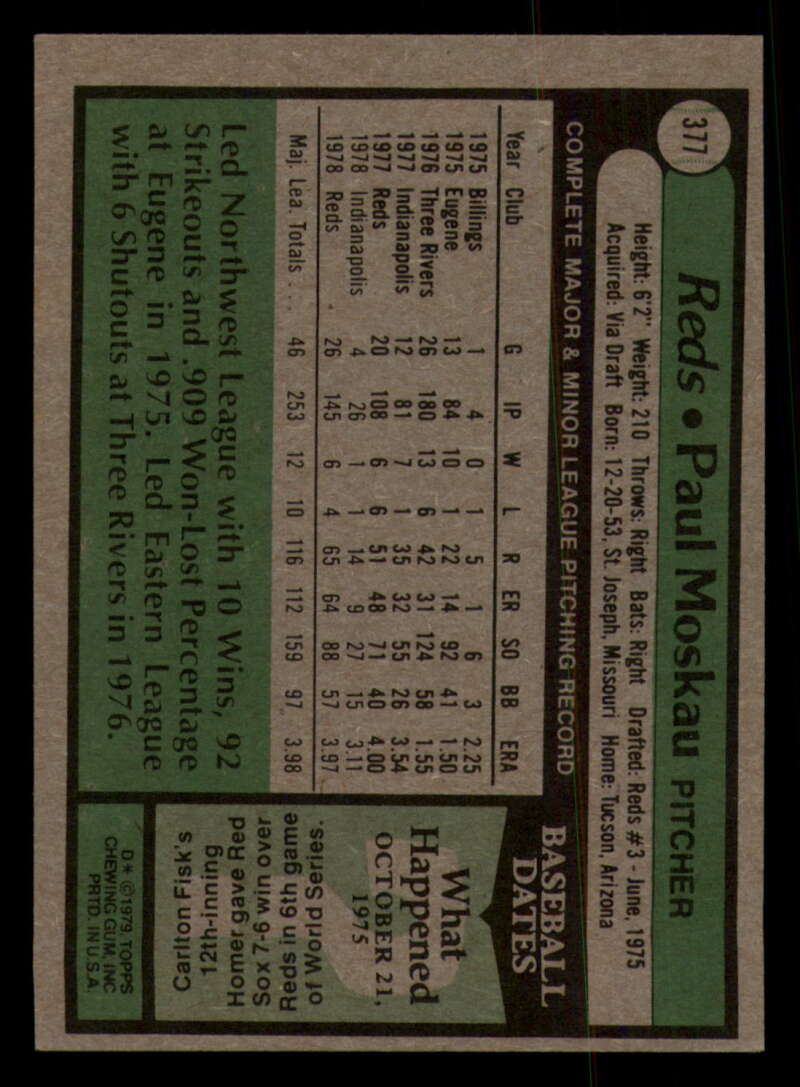 377
Reds • Paul Moskau PITCHER
Height: 6'2" Weight: 210 Throws: Right Bats: Right Drafted: Reds #3 - June, 1975
Acquired: Via Draft Born: 12-20-53, St. Joseph, Missouri Home: Tucson, Arizona
COMPLETE MAJOR & MINOR LEAGUE PITCHING RECORD
Year Club G IP W L R ER SO BB ERA
1975 Billings 1 4 0 1 5 1 6 3 2.25
1975 Eugene 13 84 10 1 22 14 92 41 1.50
1976 Three Rivers 26 180 13 6 42 31 124 58 1.55
1977 Indianapolis 12 81 7 1 35 32 55 26 3.54
1977 Reds 20 108 6 6 51 48 71 40 4.00
1978 Indianapolis 4 26 1 1 14 9 27 15 3.11
1978 Reds 26 145 6 4 65 64 88 57 3.97
Maj. Lea. Totals . . . 46 253 12 10 116 112 159 97 3.98
Led Northwest League with 10 Wins, 92
Strikeouts and .909 Won-Lost Percentage
at Eugene in 1975. Led Eastern League
with 6 Shutouts at Three Rivers in 1976.
BASEBALL
DATES
What
Happened
OCTOBER 21,
1975
Carlton Fisk's
12th-inning
Homer gave Red
Sox 7-6 win over
Reds in 6th game
of World Series.
D* © 1979 TOPPS
CHEWING GUM, INC
PRTD. IN U.S.A.